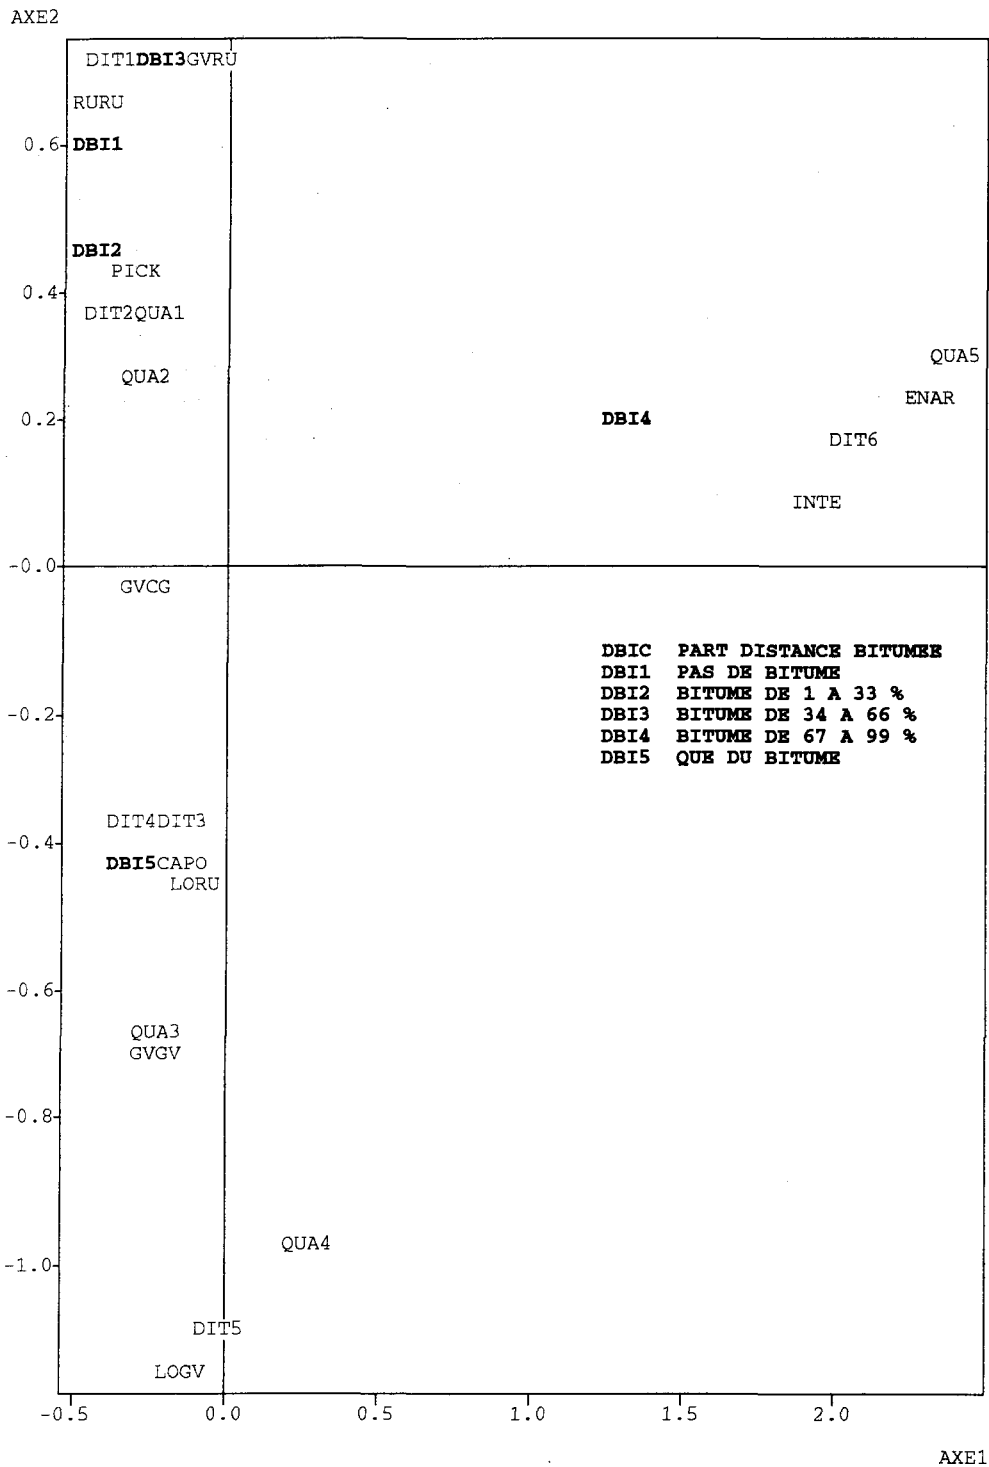 AXE2
DIT1DBI3GVRU
RURU
0.6 DBI1
DBI2
PICK
0.4
DIT2QUA1
QUA5
QUA2
ENAR
0.2 DBI4
DIT6
INTE
-0.0
GVCG
DBIC PART DISTANCE BITUMEE
DBI1 PAS DE BITUME
DBI2 BITUME DE 1 A 33 %
-0.2 DBI3 BITUME DE 34 A 66 %
DBI4 BITUME DE 67 A 99 %
DBI5 QUE DU BITUME
DIT4DIT3
-0.4
DBI5CAPO
LORU
-0.6
QUA3
GVGV
-0.8
QUA4
-1.0
DIT5
LOGV
-0.5 0.0 0.5 1.0 1.5 2.0
AXE1